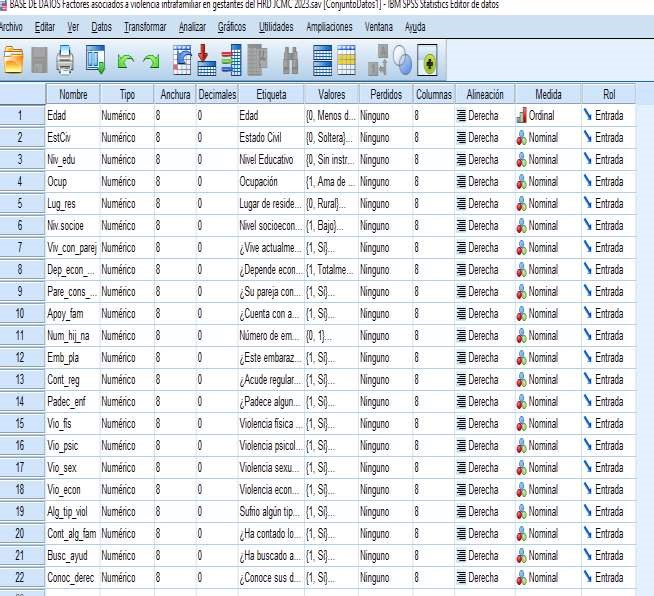 BASE DE DATOS Factores asociados a violencia intrafamiliar en gestantes del HRD JCMC 2023.sav [ConjuntoDatos1] - IBM SPSS Statistics Editor de datos
Archivo Editar Ver Datos Transformar Analizar Gráficos Utilidades Ampliaciones Ventana Ayuda
Nombre Tipo Anchura Decimales Etiqueta Valores Perdidos Columnas Alineación Medida Rol
1 Edad Numérico 8 0 Edad {0, Menos d... Ninguno 8 Derecha Ordinal Entrada
2 EstCiv Numérico 8 0 Estado Civil {0, Soltera}... Ninguno 8 Derecha Nominal Entrada
3 Niv_edu Numérico 8 0 Nivel Educativo {0, Sin instr... Ninguno 8 Derecha Nominal Entrada
4 Ocup Numérico 8 0 Ocupación {1, Ama de ... Ninguno 8 Derecha Nominal Entrada
5 Lug_res Numérico 8 0 Lugar de reside... {0, Rural}... Ninguno 8 Derecha Nominal Entrada
6 Niv.socioe Numérico 8 0 Nivel socioecon... {1, Bajo}... Ninguno 8 Derecha Nominal Entrada
7 Viv_con_parej Numérico 8 0 ¿Vive actualme... {1, Sí}... Ninguno 8 Derecha Nominal Entrada
8 Dep_econ_... Numérico 8 0 ¿Depende econ... {1, Totalme... Ninguno 8 Derecha Nominal Entrada
9 Pare_cons_... Numérico 8 0 ¿Su pareja con... {1, Sí}... Ninguno 8 Derecha Nominal Entrada
10 Apoy_fam Numérico 8 0 ¿Cuenta con a... {1, Sí}... Ninguno 8 Derecha Nominal Entrada
11 Num_hij_na Numérico 8 0 Número de em... {0, 1}... Ninguno 8 Derecha Nominal Entrada
12 Emb_pla Numérico 8 0 ¿Este embaraz... {1, Sí}... Ninguno 8 Derecha Nominal Entrada
13 Cont_reg Numérico 8 0 ¿Acude regular... {1, Sí}... Ninguno 8 Derecha Nominal Entrada
14 Padec_enf Numérico 8 0 ¿Padece algun... {1, Sí}... Ninguno 8 Derecha Nominal Entrada
15 Vio_fis Numérico 8 0 Violencia física ... {1, Sí}... Ninguno 8 Derecha Nominal Entrada
16 Vio_psic Numérico 8 0 Violencia psicol... {1, Sí}... Ninguno 8 Derecha Nominal Entrada
17 Vio_sex Numérico 8 0 Violencia sexu... {1, Sí}... Ninguno 8 Derecha Nominal Entrada
18 Vio_econ Numérico 8 0 Violencia econ... {1, Sí}... Ninguno 8 Derecha Nominal Entrada
19 Alg_tip_viol Numérico 8 0 Sufrio algún tip... {1, Sí}... Ninguno 8 Derecha Nominal Entrada
20 Cont_alg_fam Numérico 8 0 ¿Ha contado lo... {1, Sí}... Ninguno 8 Derecha Nominal Entrada
21 Busc_ayud Numérico 8 0 ¿Ha buscado a... {1, Sí}... Ninguno 8 Derecha Nominal Entrada
22 Conoc_derec Numérico 8 0 ¿Conoce sus d... {1, Sí}... Ninguno 8 Derecha Nominal Entrada